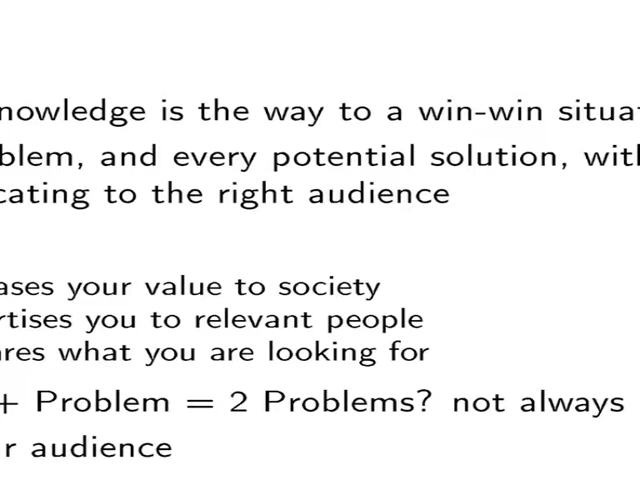 nowledge is the way to a win-win situa
blem, and every potential solution, with
cating to the right audience
ases your value to society
rtises you to relevant people
ares what you are looking for
+ Problem = 2 Problems? not always
r audience